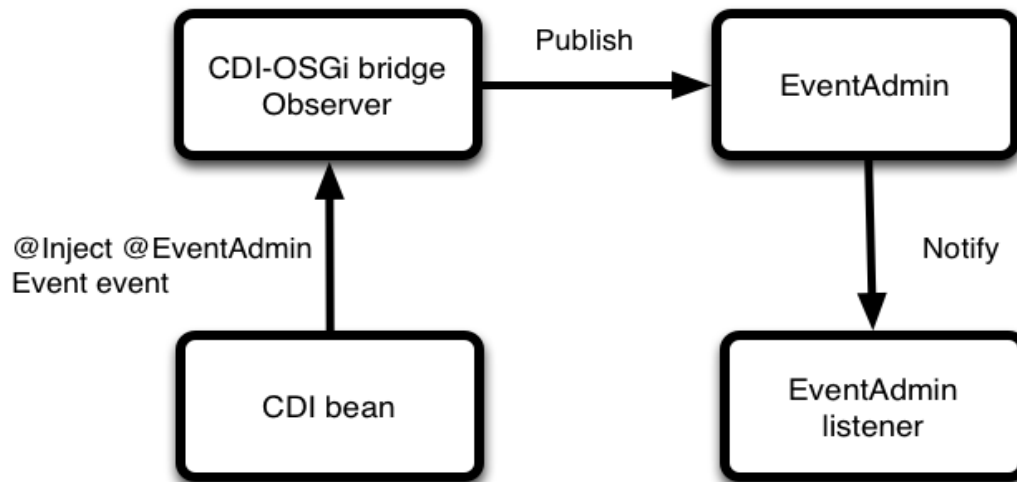 CDI-OSGi bridge
Observer
Publish
EventAdmin
@Inject @EventAdmin
Event event
Notify
CDI bean
EventAdmin
listener